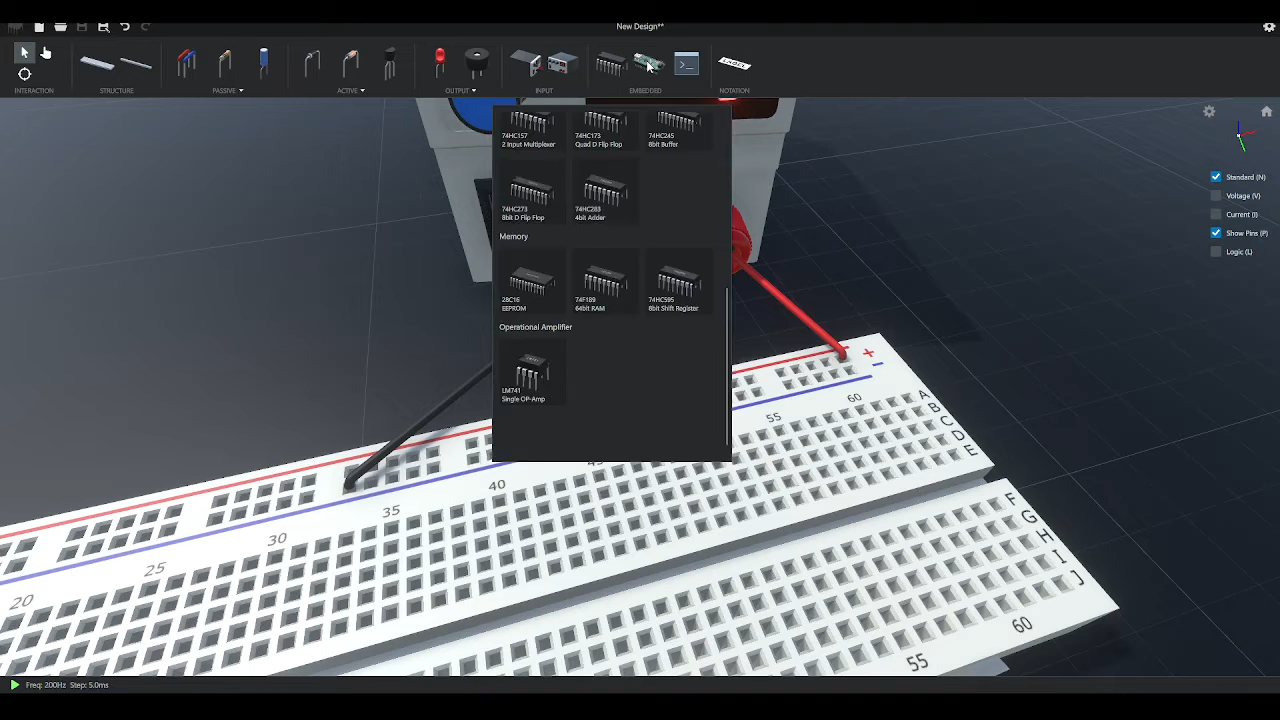 New Design**
INTERACTION
STRUCTURE
PASSIVE
ACTIVE
OUTPUT
INPUT
EMBEDDED
NOTATION
LABEL
74HC157
2 Input Multiplexer
74HC173
Quad D Flip Flop
74HC245
8bit Buffer
74HC273
8bit D Flip Flop
74HC283
4bit Adder
Memory
28C16
EEPROM
74F189
64bit RAM
74HC595
8bit Shift Register
Operational Amplifier
LM741
Single OP-Amp
Standard (N)
Voltage (V)
Current (I)
Show Pins (P)
Logic (L)
+
−
20
25
30
35
40
55
60
A
B
C
D
E
F
G
H
I
J
55
60
Freq: 200Hz Step: 5.0ms